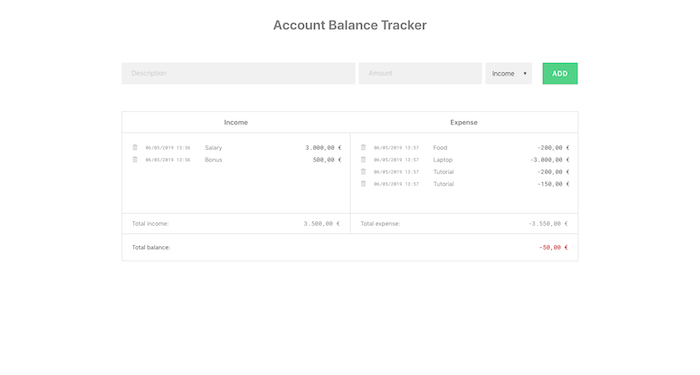 Account Balance Tracker
Description Amount Income ADD
Income Expense
06/05/2019 13:56 Salary 3.000,00 €
06/05/2019 13:56 Bonus 500,00 €
06/05/2019 13:57 Food -200,00 €
06/05/2019 13:57 Laptop -3.000,00 €
06/05/2019 13:57 Tutorial -200,00 €
06/05/2019 13:57 Tutorial -150,00 €
Total income: 3.500,00 €
Total expense: -3.550,00 €
Total balance: -50,00 €